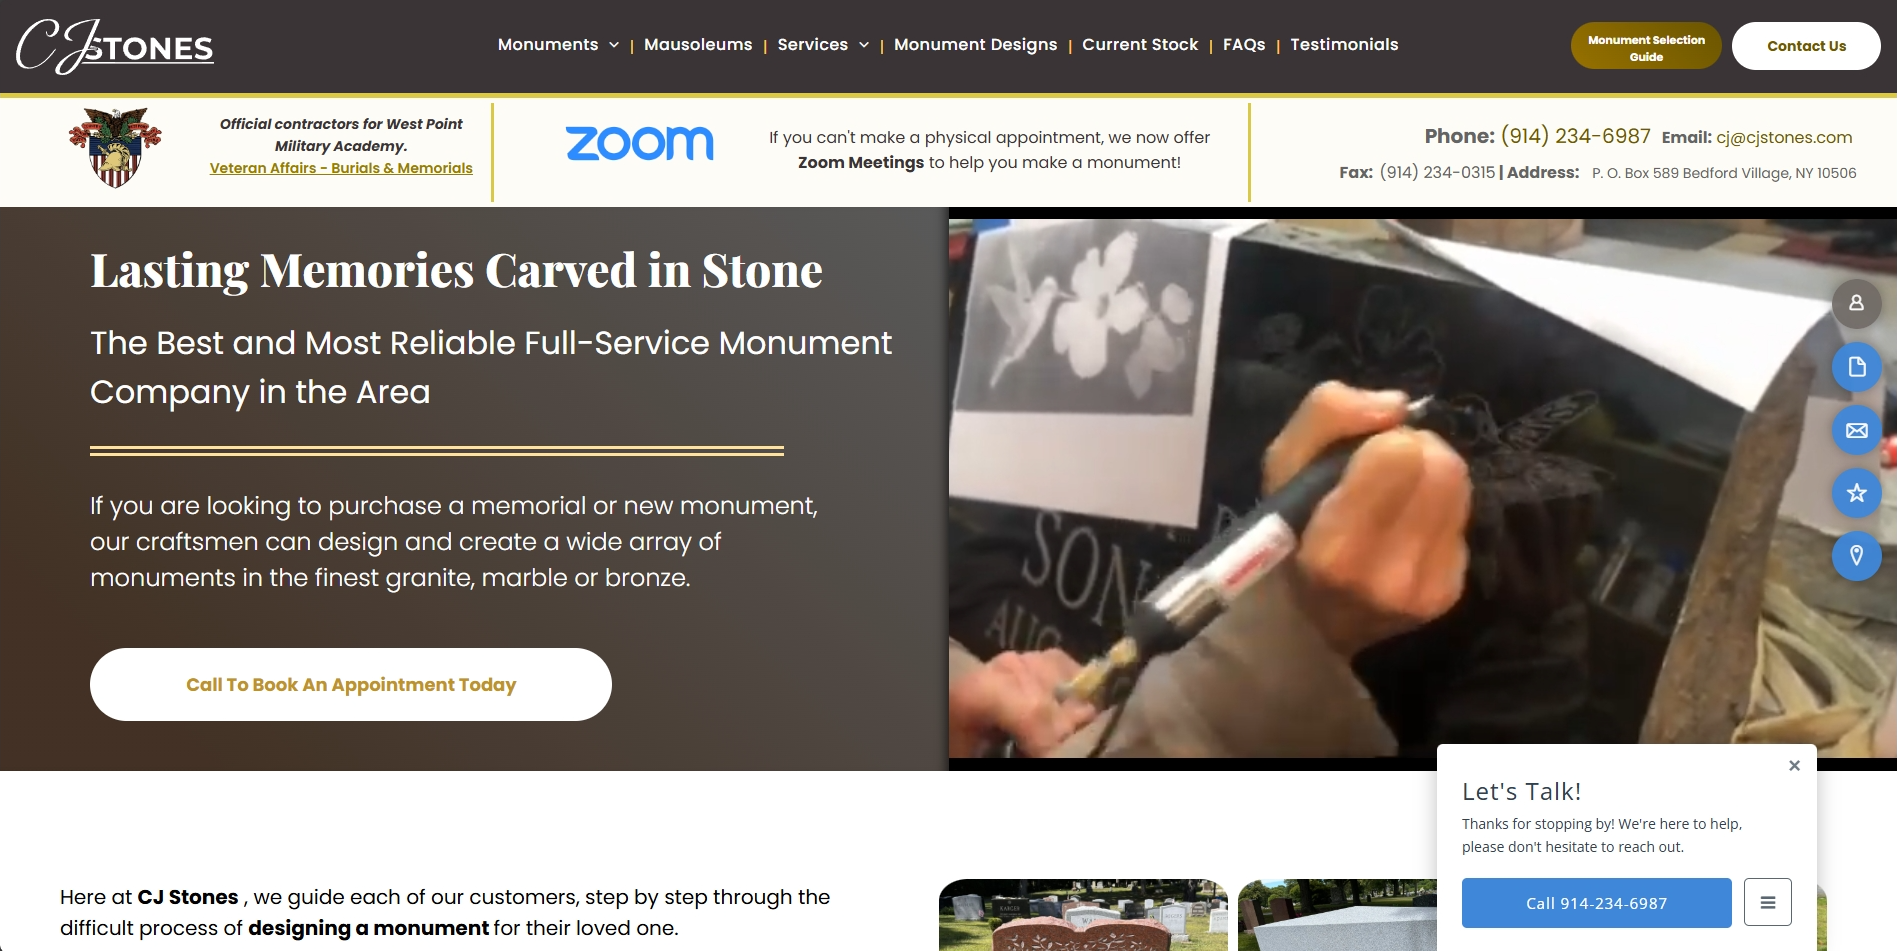 CJ STONES
Monuments | Mausoleums | Services | Monument Designs | Current Stock | FAQs | Testimonials
Monument Selection
Guide
Contact Us
Official contractors for West Point
Military Academy.
Veteran Affairs - Burials & Memorials
zoom
If you can't make a physical appointment, we now offer
Zoom Meetings to help you make a monument!
Phone: (914) 234-6987 Email: cj@cjstones.com
Fax: (914) 234-0315 | Address: P. O. Box 589 Bedford Village, NY 10506
Lasting Memories Carved in Stone
The Best and Most Reliable Full-Service Monument
Company in the Area
If you are looking to purchase a memorial or new monument,
our craftsmen can design and create a wide array of
monuments in the finest granite, marble or bronze.
Call To Book An Appointment Today
SON
AUG
Let's Talk!
Thanks for stopping by! We're here to help,
please don't hesitate to reach out.
Call 914-234-6987
Here at CJ Stones , we guide each of our customers, step by step through the
difficult process of designing a monument for their loved one.